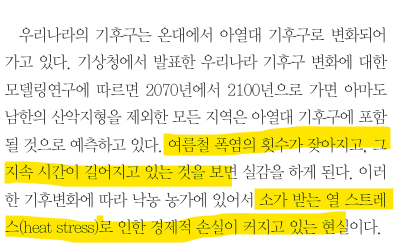 우리나라의 기후구는 온대에서 아열대 기후구로 변화되어
가고 있다. 기상청에서 발표한 우리나라 기후구 변화에 대한
모델링연구에 따르면 2070년에서 2100년으로 가면 아마도
남한의 산악지형을 제외한 모든 지역은 아열대 기후구에 포함
될 것으로 예측하고 있다. 여름철 폭염의 횟수가 잦아지고, 그
지속 시간이 길어지고 있는 것을 보면 실감을 하게 된다. 이러
한 기후변화에 따라 낙농 농가에 있어서 소가 받는 열 스트레
스(heat stress)로 인한 경제적 손실이 커지고 있는 현실이다.